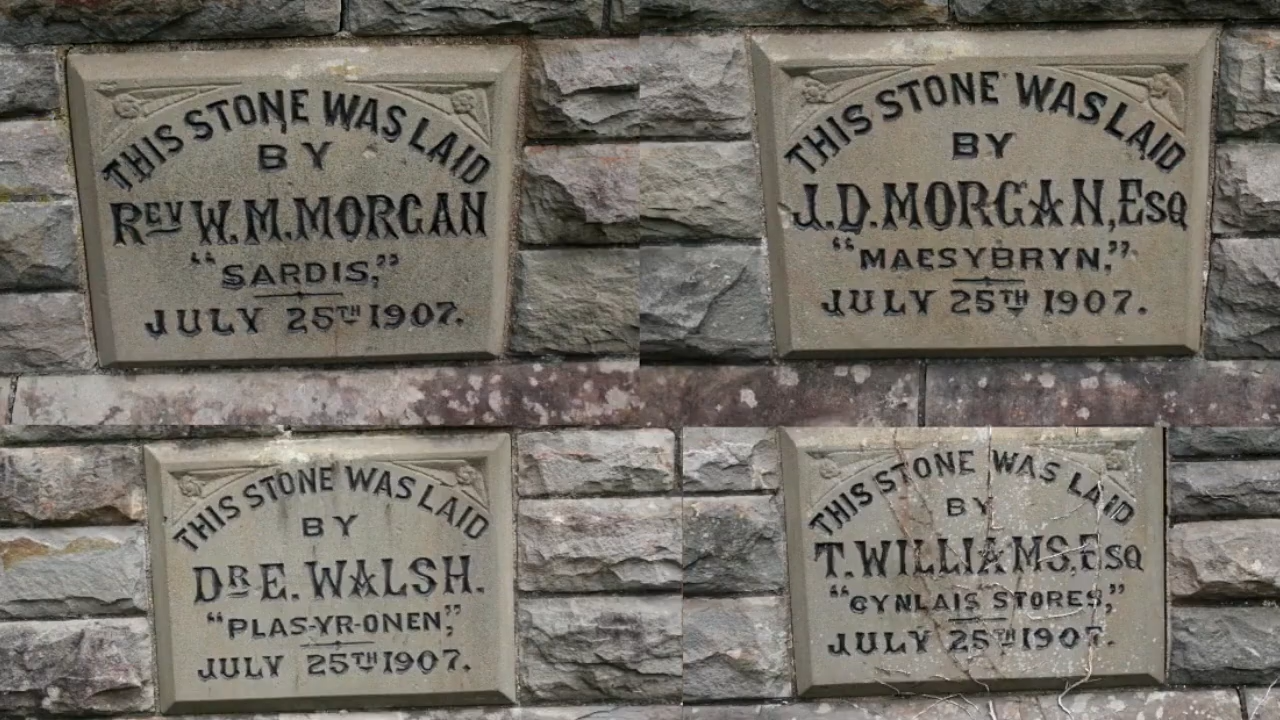 THIS STONE WAS LAID
BY
REV W. M. MORGAN
"SARDIS,"
JULY 25TH 1907.
THIS STONE WAS LAID
BY
J. D. MORGAN, ESQ
"MAESYBRYN."
JULY 25TH 1907.
THIS STONE WAS LAID
BY
DR E. WALSH.
"PLAS-YR-ONEN,"
JULY 25TH 1907.
THIS STONE WAS LAID
BY
T. WILLIAMS, ESQ
"GYNLAIS STORES,"
JULY 25TH 1907.